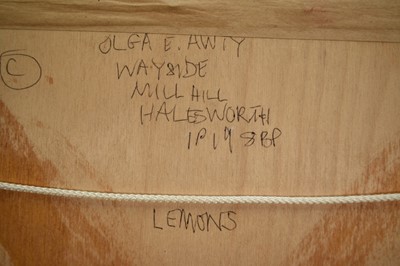 OLGA E. AWTY
C
WAYSIDE
MILL HILL
HALESWORTH
IP19 8BP
LEMONS